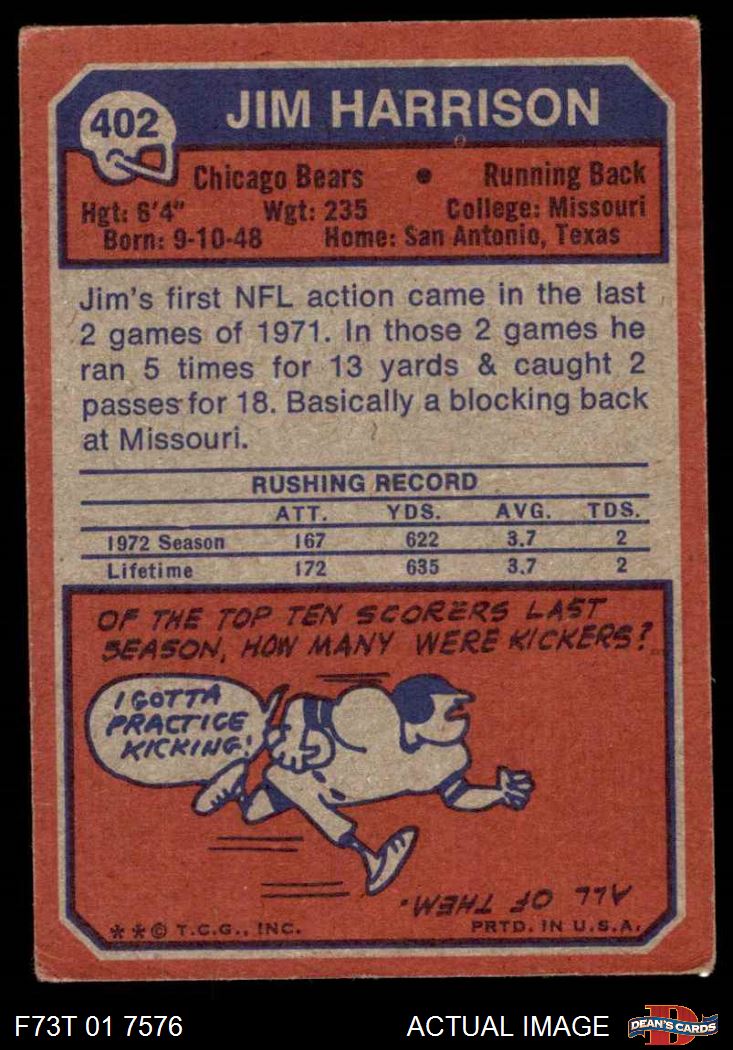 402
JIM HARRISON
Chicago Bears • Running Back
Hgt: 6'4" Wgt: 235 College: Missouri
Born: 9-10-48 Home: San Antonio, Texas
Jim's first NFL action came in the last
2 games of 1971. In those 2 games he
ran 5 times for 13 yards & caught 2
passes for 18. Basically a blocking back
at Missouri.
RUSHING RECORD
ATT. YDS. AVG. TDS.
1972 Season 167 622 3.7 2
Lifetime 172 635 3.7 2
OF THE TOP TEN SCORERS LAST
SEASON, HOW MANY WERE KICKERS?
I GOTTA
PRACTICE
KICKING!
ALL OF THEM.
**© T.C.G., INC. PRTD. IN U.S.A.
F73T 01 7576 ACTUAL IMAGE
D
DEAN'S CARDS